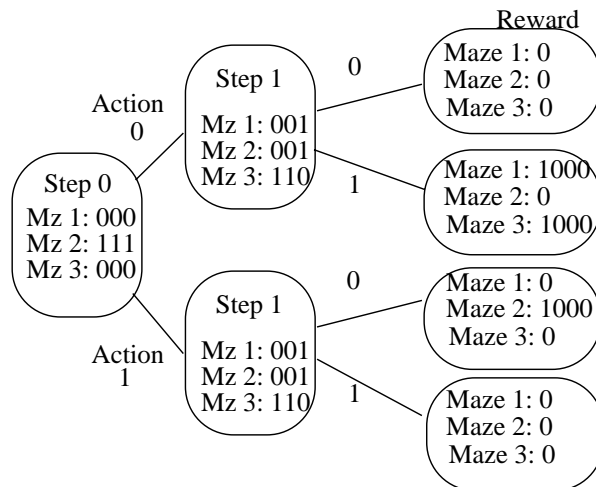 Reward
Action
0
Step 0
Mz 1: 000
Mz 2: 111
Mz 3: 000
Action
1
Step 1
Mz 1: 001
Mz 2: 001
Mz 3: 110
0
1
Step 1
Mz 1: 001
Mz 2: 001
Mz 3: 110
0
1
Maze 1: 0
Maze 2: 0
Maze 3: 0
Maze 1: 1000
Maze 2: 0
Maze 3: 1000
Maze 1: 0
Maze 2: 1000
Maze 3: 0
Maze 1: 0
Maze 2: 0
Maze 3: 0